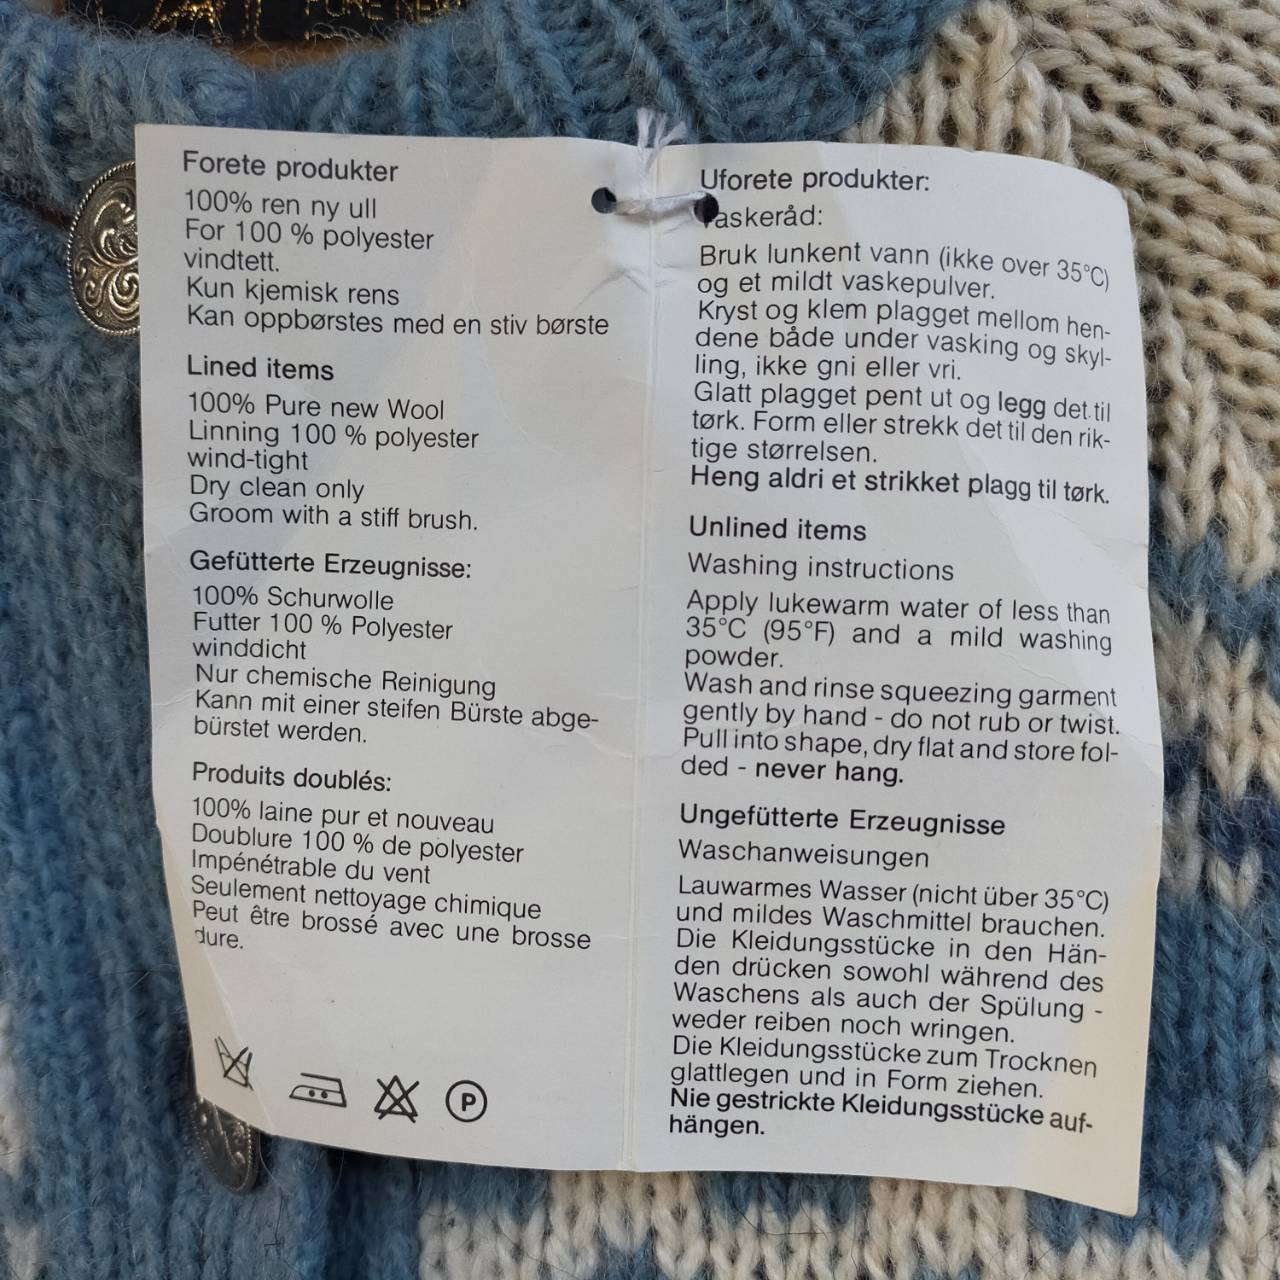 PURE NEW
Forete produkter
100% ren ny ull
For 100 % polyester
vindtett.
Kun kjemisk rens
Kan oppbørstes med en stiv børste
Lined items
100% Pure new Wool
Linning 100 % polyester
wind-tight
Dry clean only
Groom with a stiff brush.
Gefütterte Erzeugnisse:
100% Schurwolle
Futter 100 % Polyester
winddicht
Nur chemische Reinigung
Kann mit einer steifen Bürste abge-
bürstet werden.
Produits doublés:
100% laine pur et nouveau
Doublure 100 % de polyester
Impénétrable du vent
Seulement nettoyage chimique
Peut être brossé avec une brosse
dure.
P
Uforete produkter:
Vaskeråd:
Bruk lunkent vann (ikke over 35°C)
og et mildt vaskepulver.
Kryst og klem plagget mellom hen-
dene både under vasking og skyl-
ling, ikke gni eller vri.
Glatt plagget pent ut og legg det til
tørk. Form eller strekk det til den rik-
tige størrelsen.
Heng aldri et strikket plagg til tørk.
Unlined items
Washing instructions
Apply lukewarm water of less than
35°C (95°F) and a mild washing
powder.
Wash and rinse squeezing garment
gently by hand - do not rub or twist.
Pull into shape, dry flat and store fol-
ded - never hang.
Ungefütterte Erzeugnisse
Waschanweisungen
Lauwarmes Wasser (nicht über 35°C)
und mildes Waschmittel brauchen.
Die Kleidungsstücke in den Hän-
den drücken sowohl während des
Waschens als auch der Spülung -
weder reiben noch wringen.
Die Kleidungsstücke zum Trocknen
glattlegen und in Form ziehen.
Nie gestrickte Kleidungsstücke auf-
hängen.